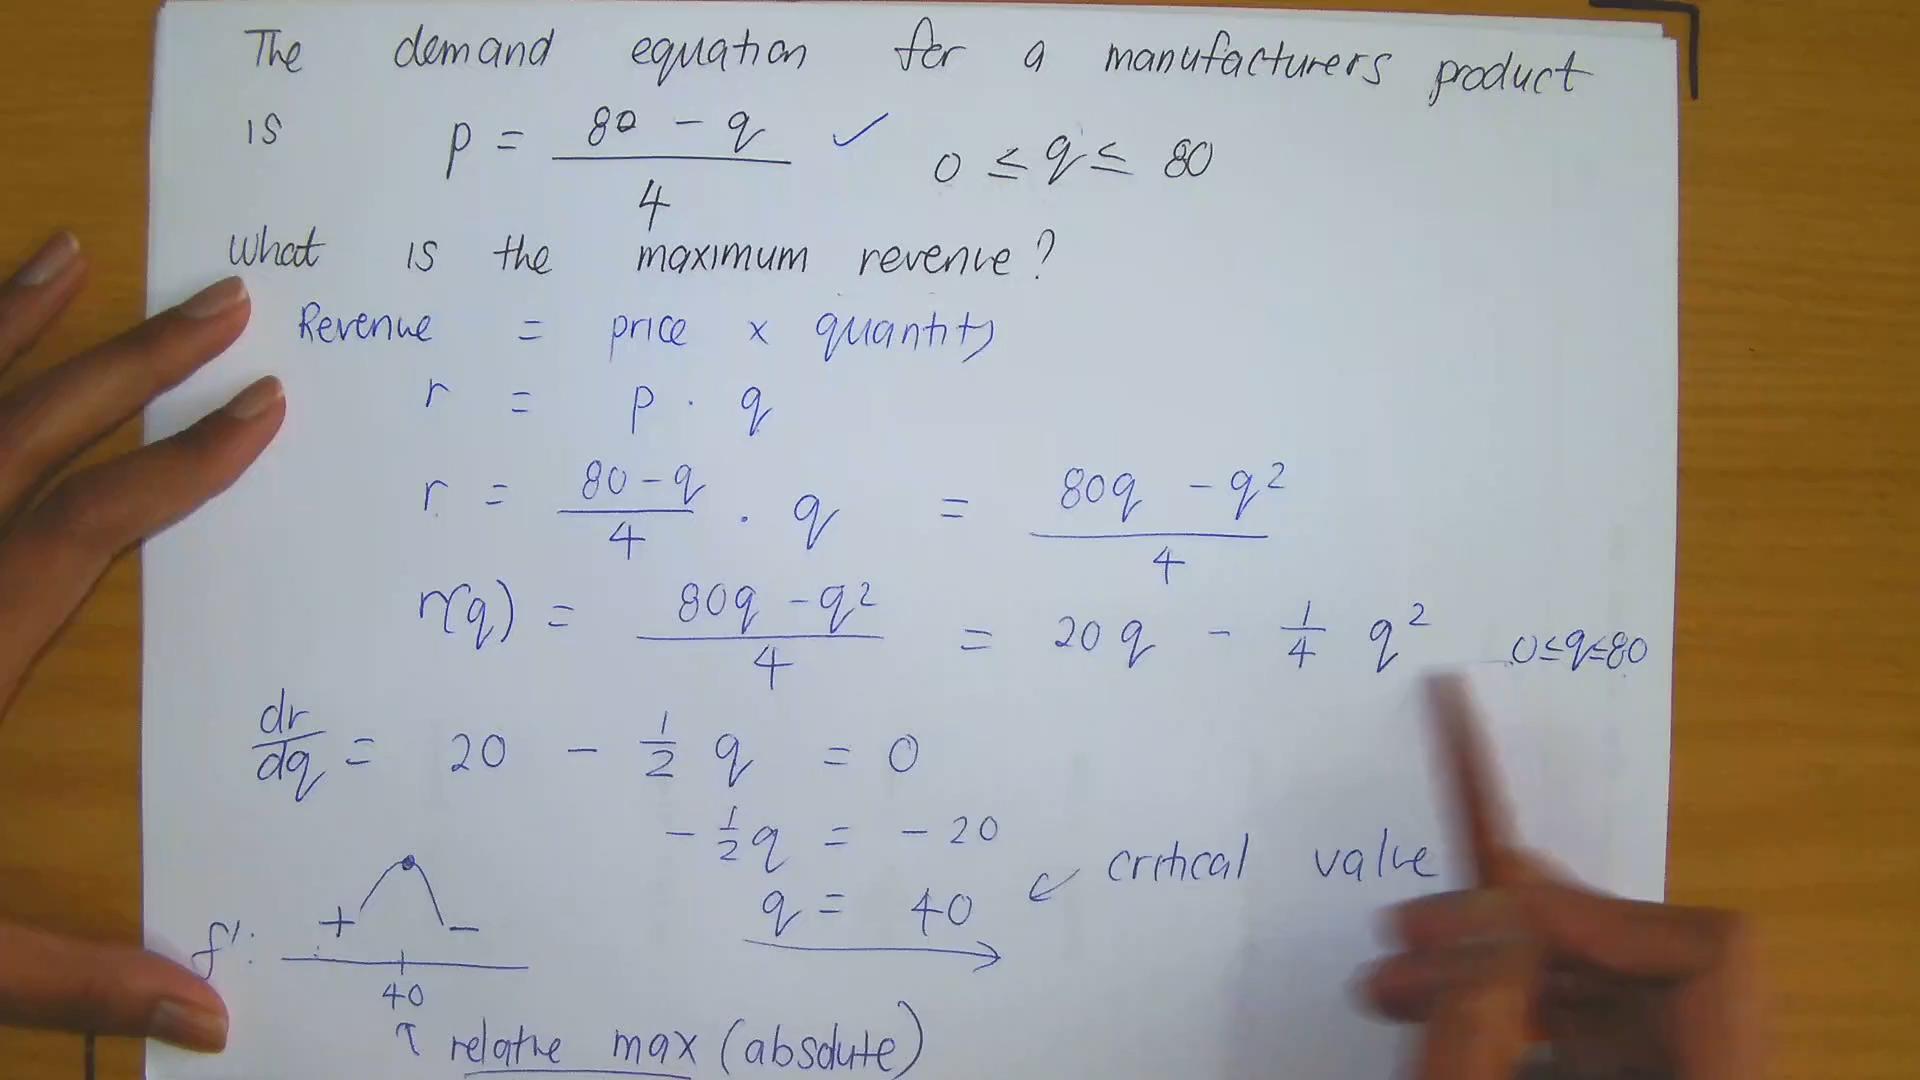 The demand equation for a manufacturers product
is p = (80 - q)/4 ✓ 0 ≤ q ≤ 80
What is the maximum revenue?
Revenue = price x quantity
r = p · q
r = (80-q)/4 · q = (80q - q²)/4
r(q) = (80q - q²)/4 = 20q - 1/4 q² 0≤q≤80
dr/dq = 20 - 1/2 q = 0
- 1/2 q = - 20
q = 40 ↙ critical value
f': + -
40
↑ relative max (absolute)